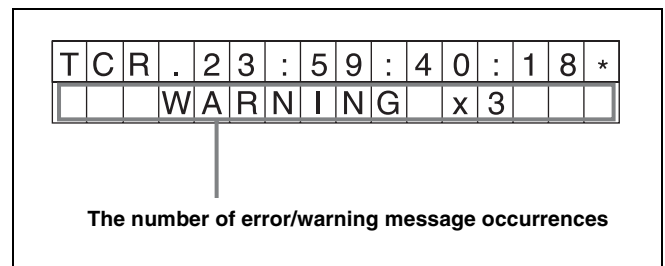 TCR.23:59:40:18*
WARNING x3
The number of error/warning message occurrences